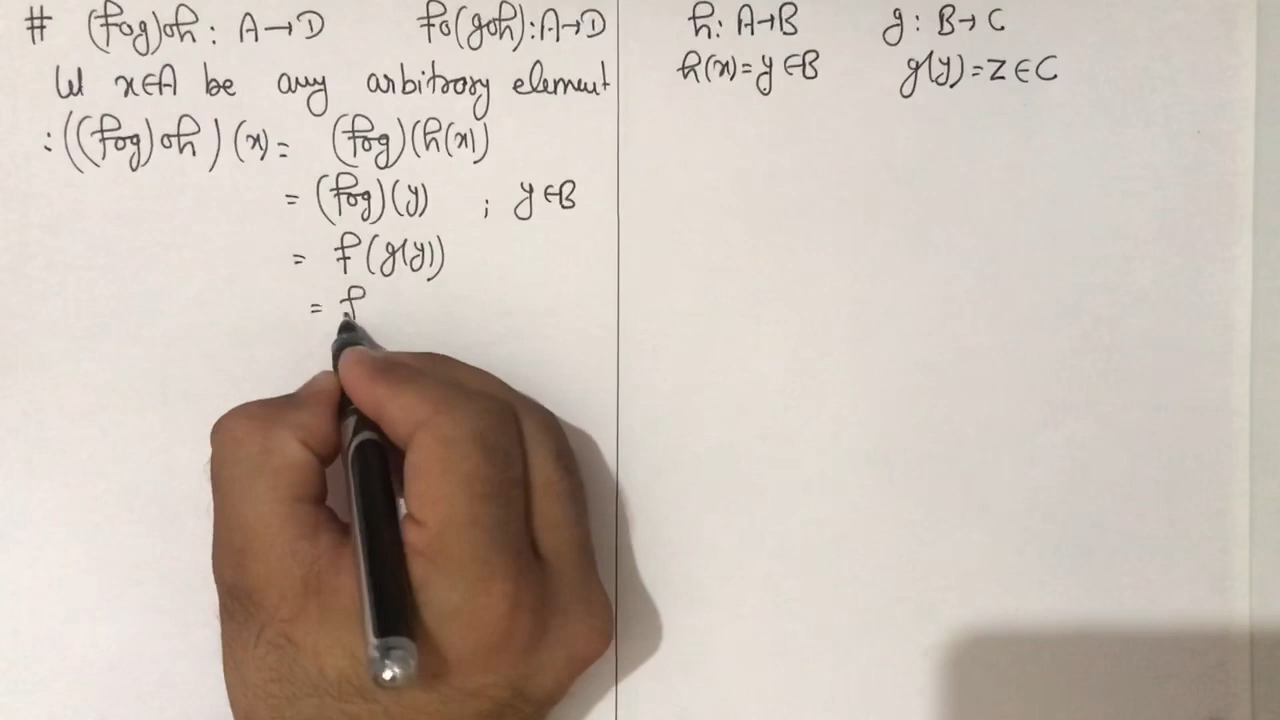 # (fog)oh : A→D fo(goh):A→D
Let x∈A be any arbitrary element
:((fog)oh)(x) = (fog)(h(x))
= (fog)(y) ; y∈B
= f(g(y))
= f
h: A→B g: B→C
h(x)=y∈B g(y)=z∈C